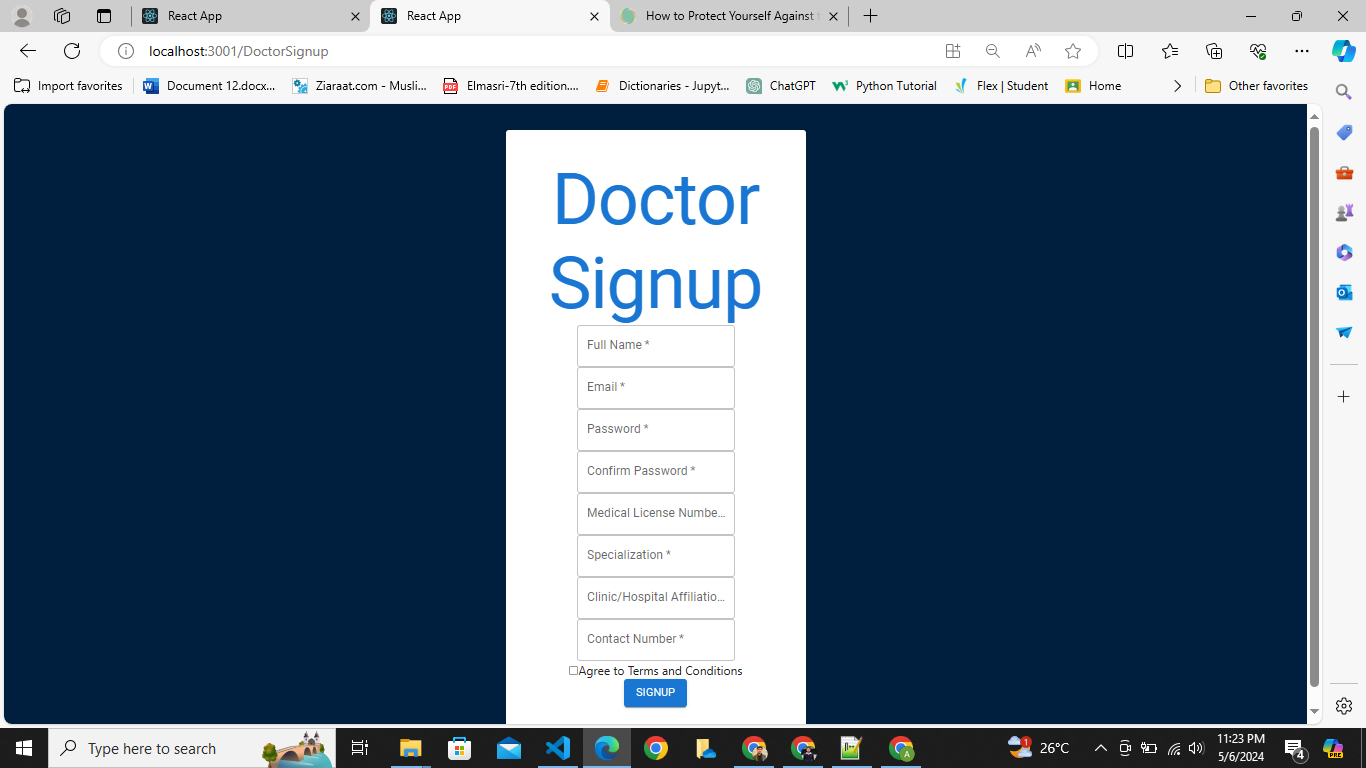 React App
React App
How to Protect Yourself Against
localhost:3001/DoctorSignup
Import favorites
Document 12.docx...
Ziaraat.com - Musli...
Elmasri-7th edition....
Dictionaries - Jupyt...
ChatGPT
Python Tutorial
Flex | Student
Home
Other favorites
Doctor
Signup
Full Name *
Email *
Password *
Confirm Password *
Medical License Numbe...
Specialization *
Clinic/Hospital Affiliatio...
Contact Number *
Agree to Terms and Conditions
SIGNUP
Type here to search
26°C
11:23 PM
5/6/2024